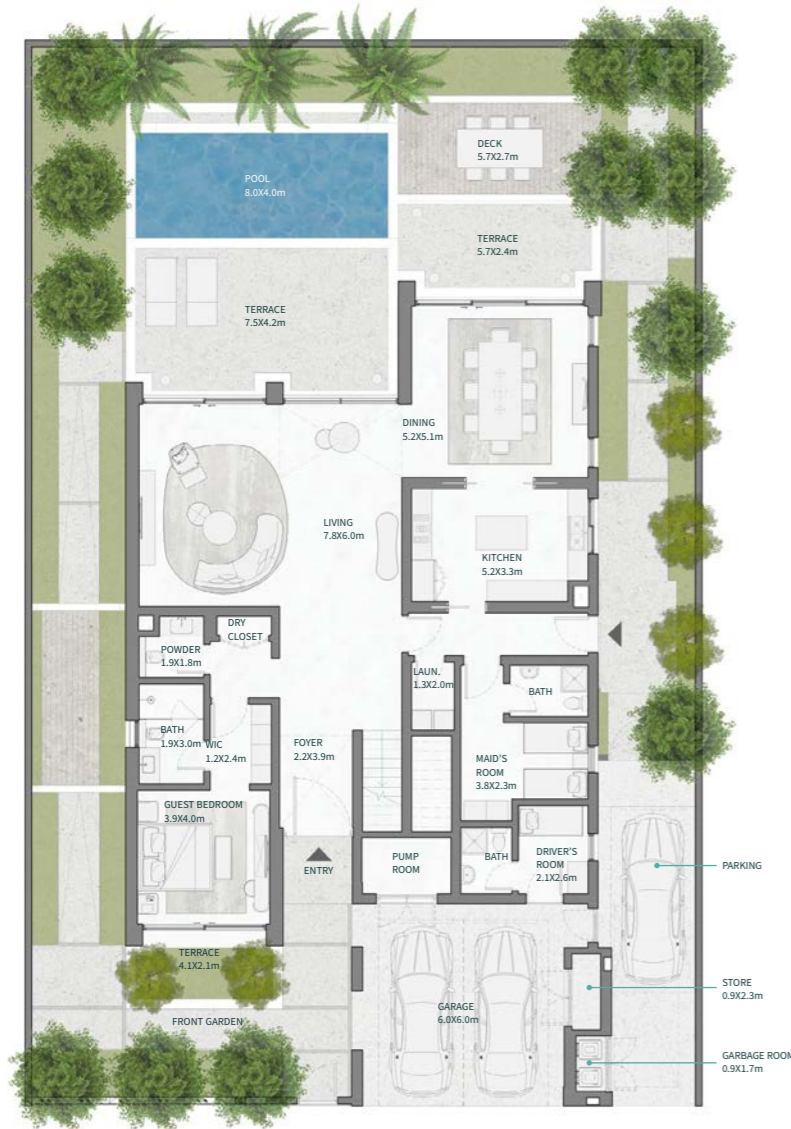 DECK
5.7X2.7m
POOL
8.0X4.0m
TERRACE
5.7X2.4m
TERRACE
7.5X4.2m
DINING
5.2X5.1m
LIVING
7.8X6.0m
KITCHEN
5.2X3.3m
DRY
CLOSET
POWDER
1.9X1.8m
LAUN.
1.3X2.0m
BATH
BATH
1.9X3.0m
WIC
1.2X2.4m
FOYER
2.2X3.9m
MAID'S
ROOM
3.8X2.3m
GUEST BEDROOM
3.9X4.0m
ENTRY
PUMP
ROOM
BATH
DRIVER'S
ROOM
2.1X2.6m
PARKING
TERRACE
4.1X2.1m
STORE
0.9X2.3m
GARAGE
6.0X6.0m
FRONT GARDEN
GARBAGE ROOM
0.9X1.7m